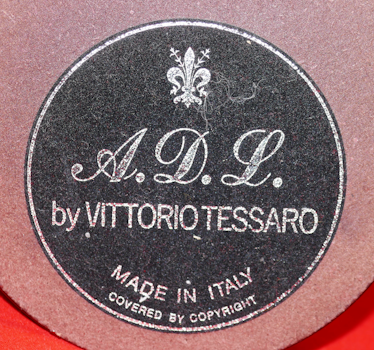 A.D.L.
by VITTORIO TESSARO
MADE IN ITALY
COVERED BY COPYRIGHT